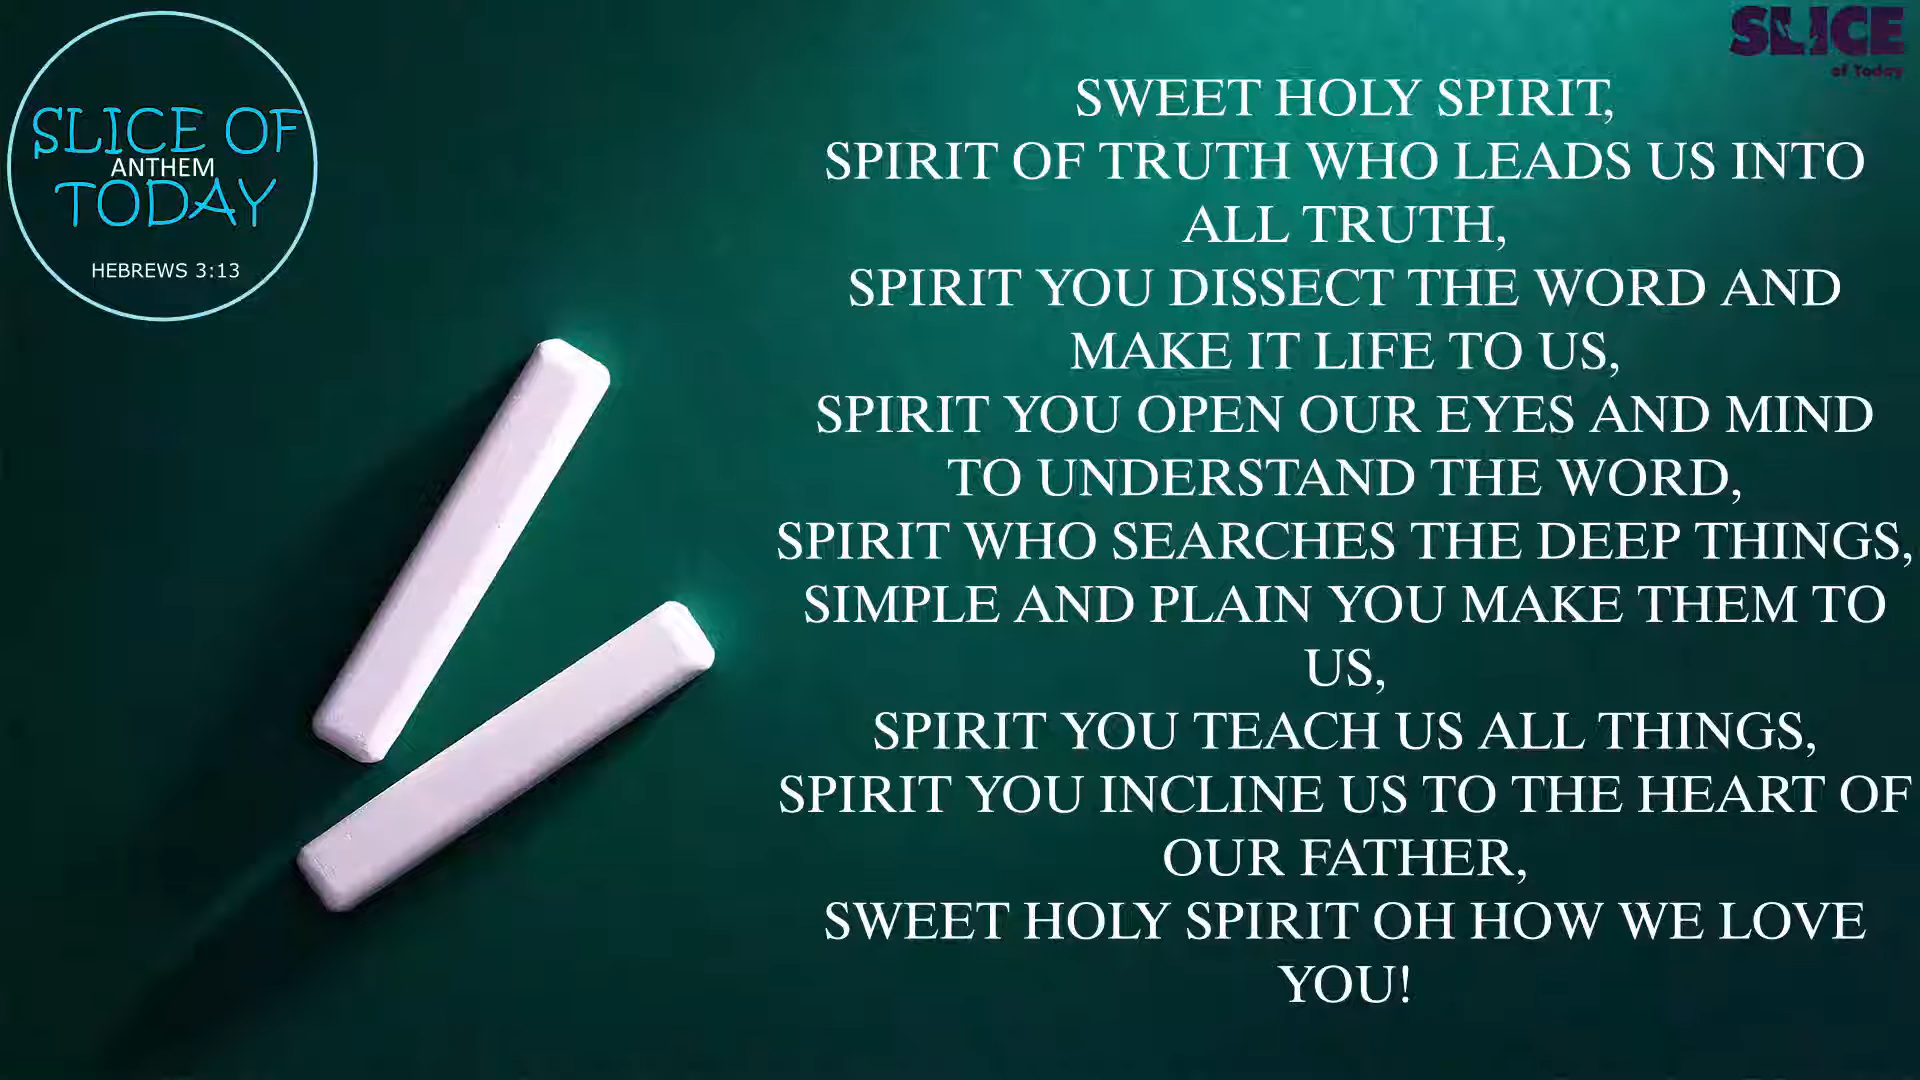 SLICE OF
ANTHEM
TODAY
HEBREWS 3:13
SLICE
of Today
SWEET HOLY SPIRIT,
SPIRIT OF TRUTH WHO LEADS US INTO
ALL TRUTH,
SPIRIT YOU DISSECT THE WORD AND
MAKE IT LIFE TO US,
SPIRIT YOU OPEN OUR EYES AND MIND
TO UNDERSTAND THE WORD,
SPIRIT WHO SEARCHES THE DEEP THINGS,
SIMPLE AND PLAIN YOU MAKE THEM TO
US,
SPIRIT YOU TEACH US ALL THINGS,
SPIRIT YOU INCLINE US TO THE HEART OF
OUR FATHER,
SWEET HOLY SPIRIT OH HOW WE LOVE
YOU!